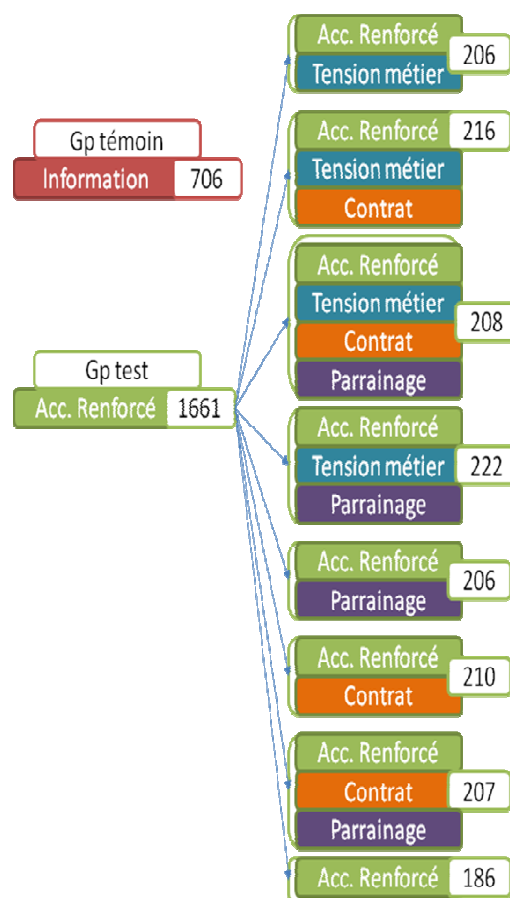 Gp témoin
Information 706
Gp test
Acc. Renforcé 1661
Acc. Renforcé
206
Tension métier
Acc. Renforcé 216
Tension métier
Contrat
Acc. Renforcé
Tension métier
208
Contrat
Parrainage
Acc. Renforcé
Tension métier 222
Parrainage
Acc. Renforcé
206
Parrainage
Acc. Renforcé
210
Contrat
Acc. Renforcé
Contrat 207
Parrainage
Acc. Renforcé 186